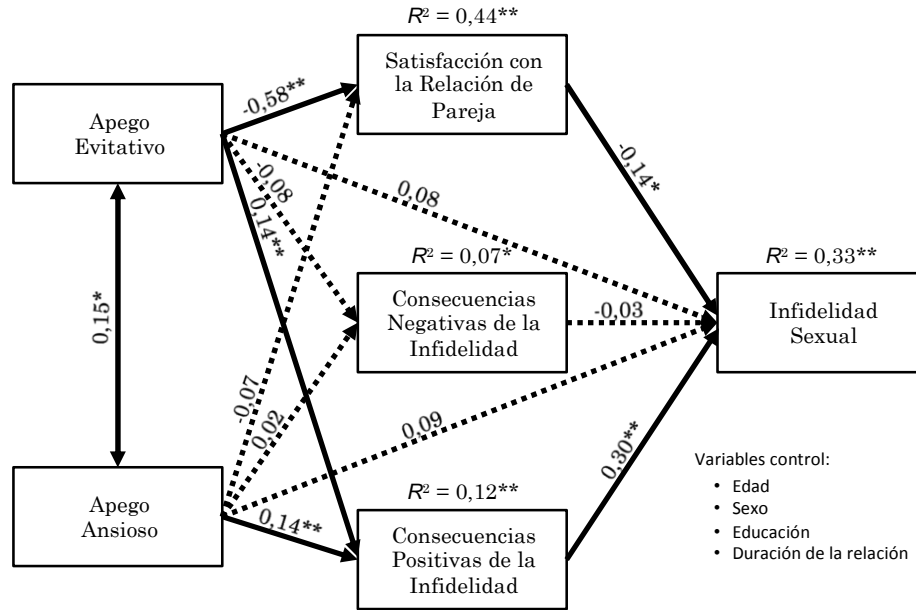 R² = 0,44**
Satisfacción con
la Relación de
Pareja
Apego
Evitativo
-0,58**
-0,08
0,14**
0,08
-0,14*
R² = 0,07*
Consecuencias
Negativas de la
Infidelidad
-0,03
R² = 0,33**
Infidelidad
Sexual
0,15*
-0,07
0,02
0,09
0,30**
Apego
Ansioso
0,14**
R² = 0,12**
Consecuencias
Positivas de la
Infidelidad
Variables control:
• Edad
• Sexo
• Educación
• Duración de la relación